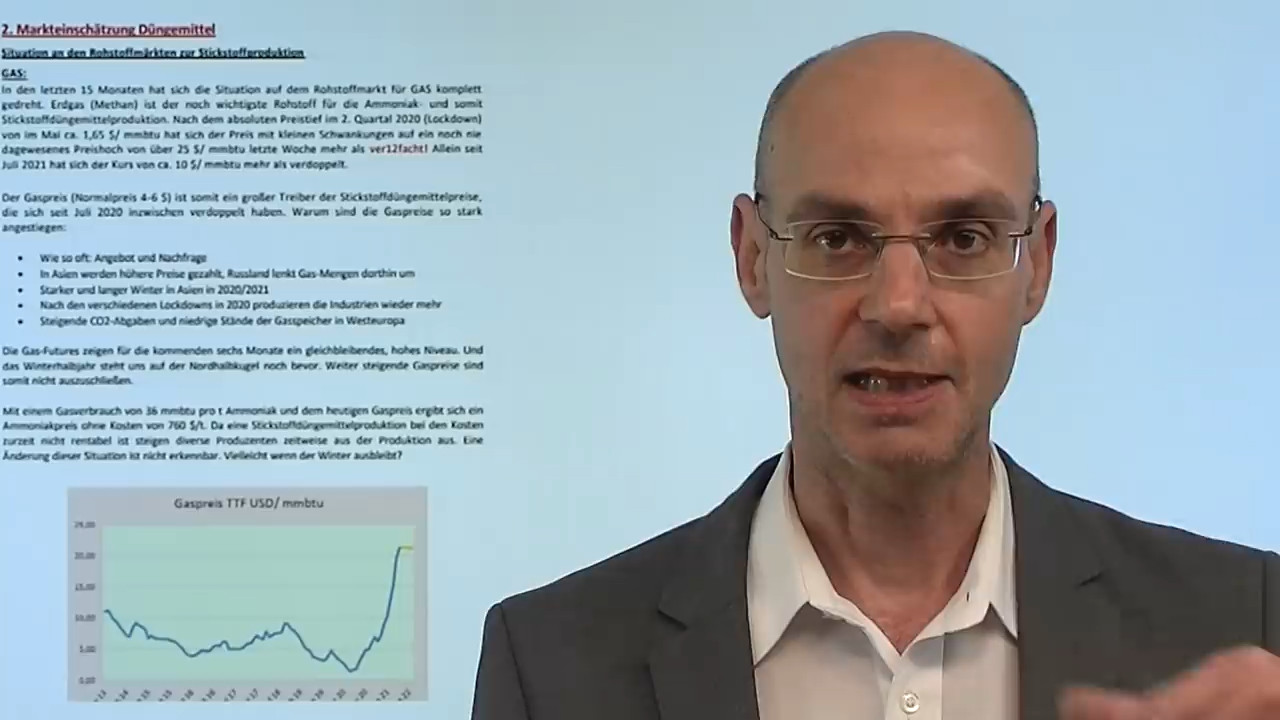 2. Markteinschätzung Düngemittel
Situation an den Rohstoffmärkten zur Stickstoffproduktion
GAS:
In den letzten 15 Monaten hat sich die Situation auf dem Rohstoffmarkt für GAS komplett
gedreht. Erdgas (Methan) ist der noch wichtigste Rohstoff für die Ammoniak- und somit
Stickstoffdüngemittelproduktion. Nach dem absoluten Preistief im 2. Quartal 2020 (Lockdown)
von im Mai ca. 1,65 $/ mmbtu hat sich der Preis mit kleinen Schwankungen auf ein noch nie
dagewesenes Preishoch von über 25 $/ mmbtu letzte Woche mehr als ver12facht! Allein seit
Juli 2021 hat sich der Kurs von ca. 10 $/ mmbtu mehr als verdoppelt.
Der Gaspreis (Normalpreis 4-6 $) ist somit ein großer Treiber der Stickstoffdüngemittelpreise,
die sich seit Juli 2020 inzwischen verdoppelt haben. Warum sind die Gaspreise so stark
angestiegen:
• Wie so oft: Angebot und Nachfrage
• In Asien werden höhere Preise gezahlt, Russland lenkt Gas-Mengen dorthin um
• Starker und langer Winter in Asien in 2020/2021
• Nach den verschiedenen Lockdowns in 2020 produzieren die Industrien wieder mehr
• Steigende CO2-Abgaben und niedrige Stände der Gasspeicher in Westeuropa
Die Gas-Futures zeigen für die kommenden sechs Monate ein gleichbleibendes, hohes Niveau. Und
das Winterhalbjahr steht uns auf der Nordhalbkugel noch bevor. Weiter steigende Gaspreise sind
somit nicht auszuschließen.
Mit einem Gasverbrauch von 36 mmbtu pro t Ammoniak und dem heutigen Gaspreis ergibt sich ein
Ammoniakpreis ohne Kosten von 760 $/t. Da eine Stickstoffdüngemittelproduktion bei den Kosten
zurzeit nicht rentabel ist steigen diverse Produzenten zeitweise aus der Produktion aus. Eine
Änderung dieser Situation ist nicht erkennbar. Vielleicht wenn der Winter ausbleibt?
Gaspreis TTF USD/ mmbtu
25,00
20,00
15,00
10,00
5,00
0,00